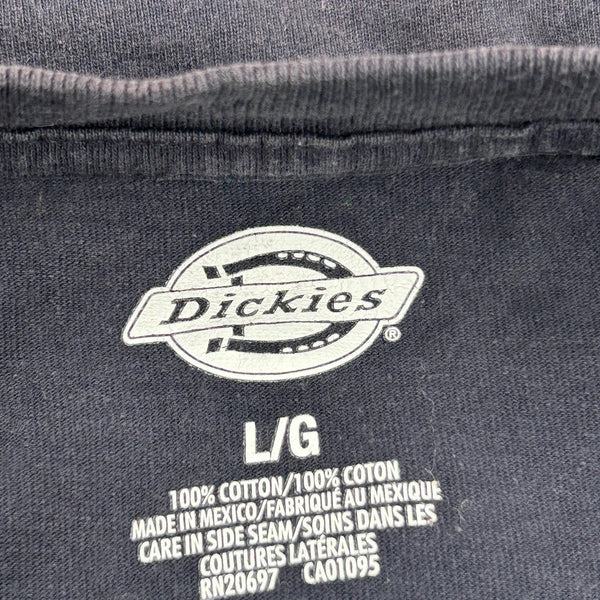 Dickies
®
L/G
100% COTTON/100% COTON
MADE IN MEXICO/FABRIQUÉ AU MEXIQUE
CARE IN SIDE SEAM/SOINS DANS LES
COUTURES LATÉRALES
RN20697 CA01095